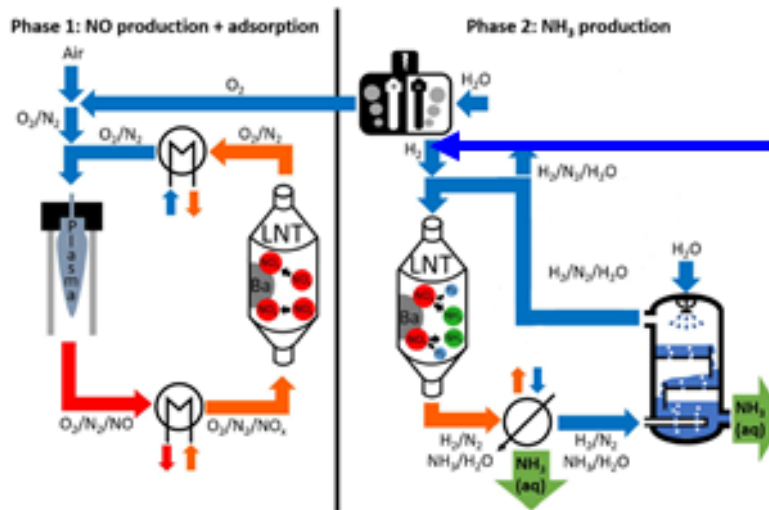 Phase 1: NO production + adsorption
Air
O₂
O₂/N₂
O₂/N₂
O₂/N₂
Plasma
LNT
Ba
O₂/N₂/NO
O₂/N₂/NOₓ
Phase 2: NH₃ production
H₂O
H₂
H₂/N₂/H₂O
LNT
Ba
H₂/N₂/H₂O
H₂O
H₂/N₂
NH₃/H₂O
NH₃
(aq)
H₂/N₂
NH₃/H₂O
NH₃
(aq)